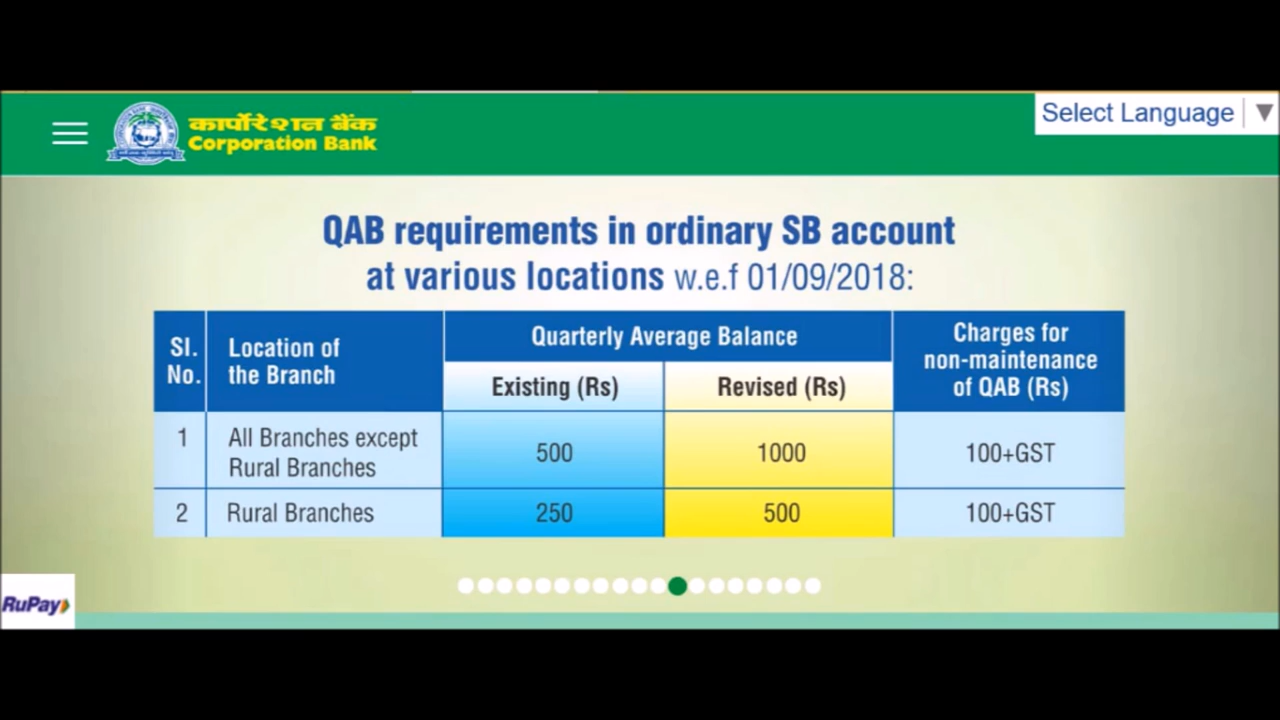 कार्पोरेशन बैंक
Corporation Bank
Select Language
QAB requirements in ordinary SB account
at various locations w.e.f 01/09/2018:
Sl. No.
Location of the Branch
Quarterly Average Balance
Existing (Rs)
Revised (Rs)
Charges for non-maintenance of QAB (Rs)
1
All Branches except
Rural Branches
500
1000
100+GST
2
Rural Branches
250
500
100+GST
RuPay